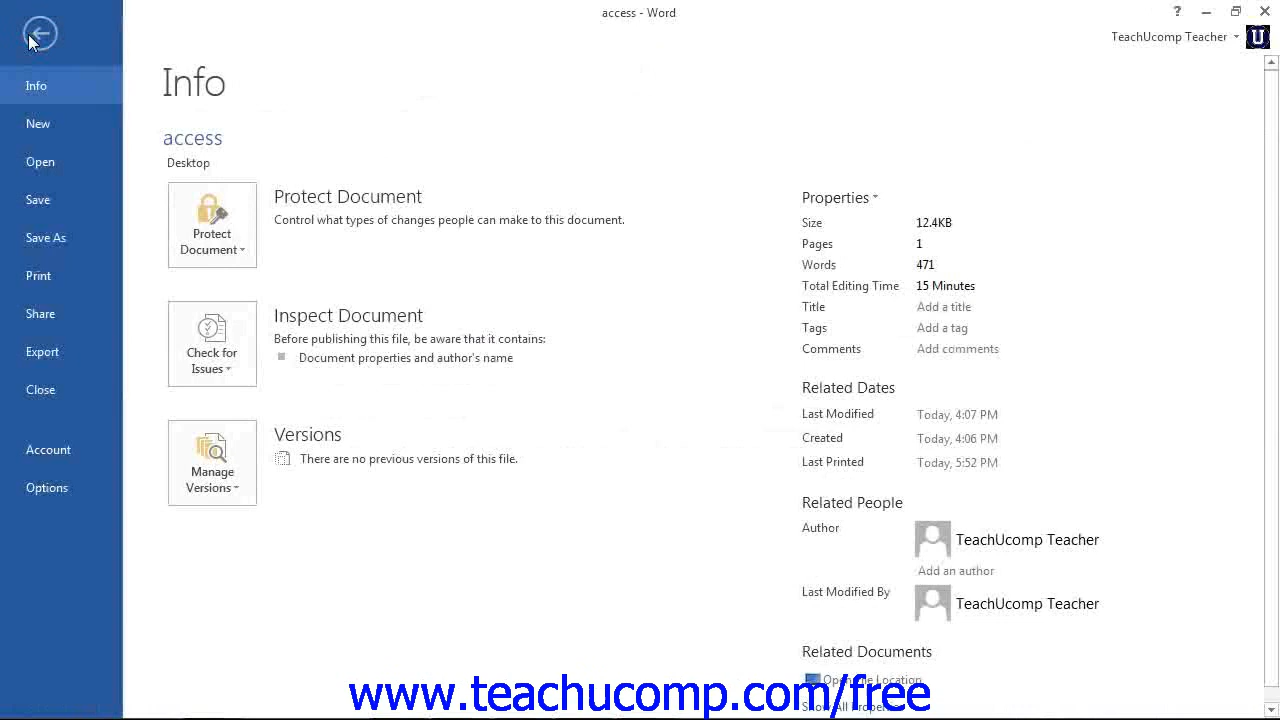 access - Word
?
TeachUcomp Teacher
U
Info
New
Open
Save
Save As
Print
Share
Export
Close
Account
Options
Info
access
Desktop
Protect Document
Protect Document
Control what types of changes people can make to this document.
Check for Issues
Inspect Document
Before publishing this file, be aware that it contains:
Document properties and author's name
Manage Versions
Versions
There are no previous versions of this file.
Properties
Size 12.4KB
Pages 1
Words 471
Total Editing Time 15 Minutes
Title Add a title
Tags Add a tag
Comments Add comments
Related Dates
Last Modified Today, 4:07 PM
Created Today, 4:06 PM
Last Printed Today, 5:52 PM
Related People
Author TeachUcomp Teacher
Add an author
Last Modified By TeachUcomp Teacher
Related Documents
Open File Location
www.teachucomp.com/free